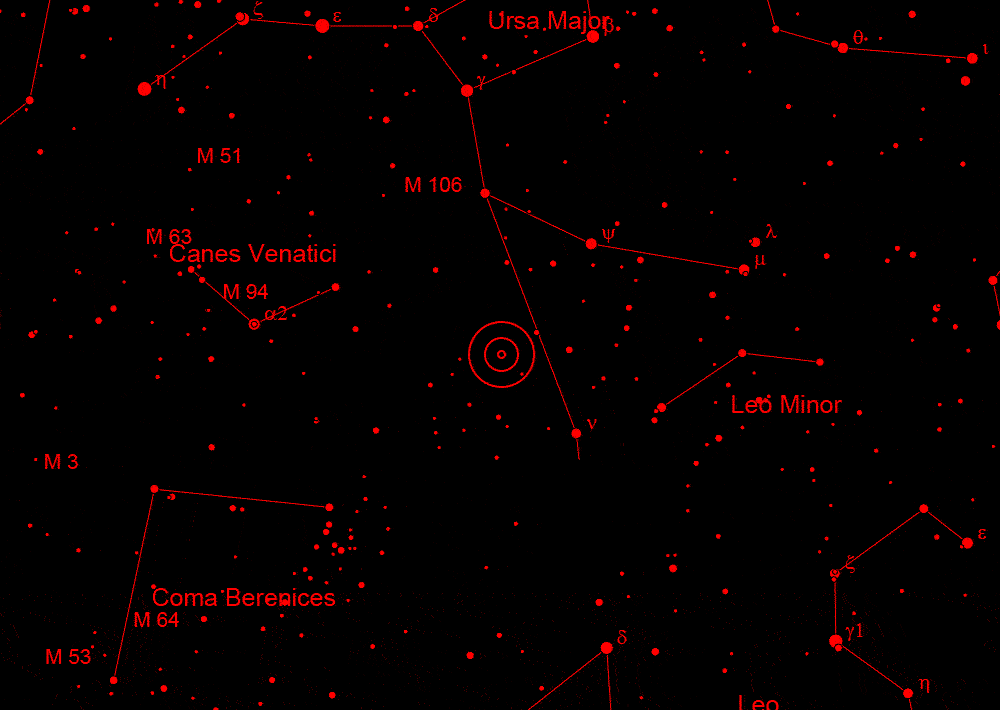 ζ
ε
δ
Ursa Major
β
θ
ι
η
γ
M 51
M 106
M 63
Canes Venatici
ψ
λ
μ
M 94
α2
Leo Minor
ν
M 3
ε
ζ
Coma Berenices
M 64
γ1
δ
M 53
η
Leo